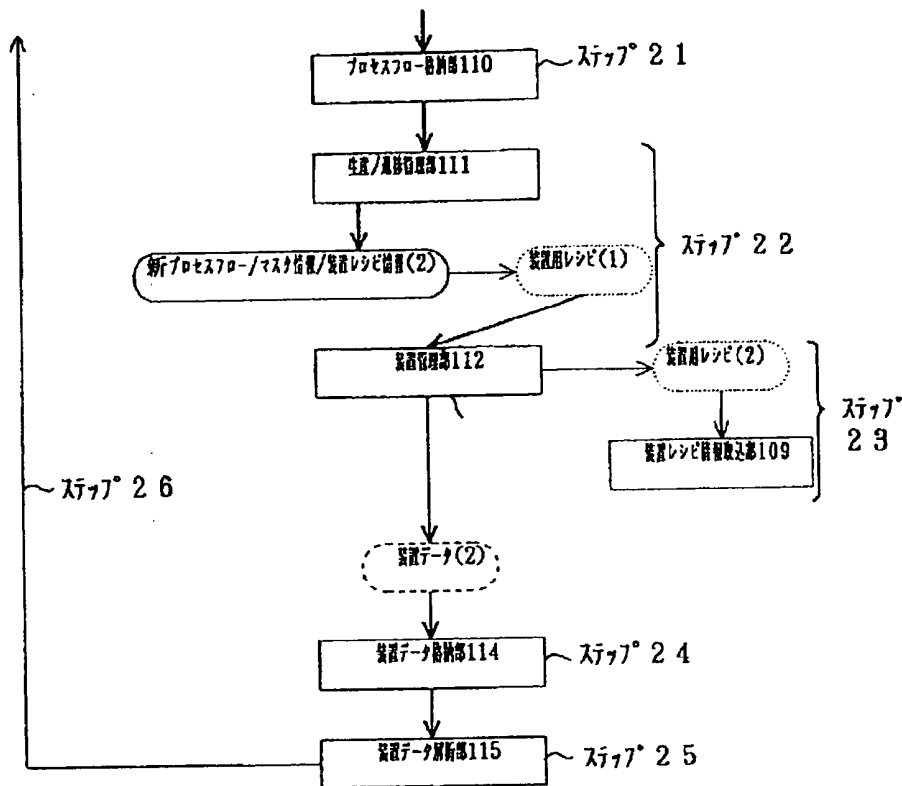 プロセスフロー格納部110
ステップ21
生産/進捗管理部111
ステップ22
新プロセスフロー/マスタ情報/装置レシピ情報(2)
装置用レシピ(1)
装置管理部112
装置用レシピ(2)
ステップ
23
装置レシピ情報取込部109
ステップ26
装置データ(2)
装置データ格納部114
ステップ24
装置データ解析部115
ステップ25